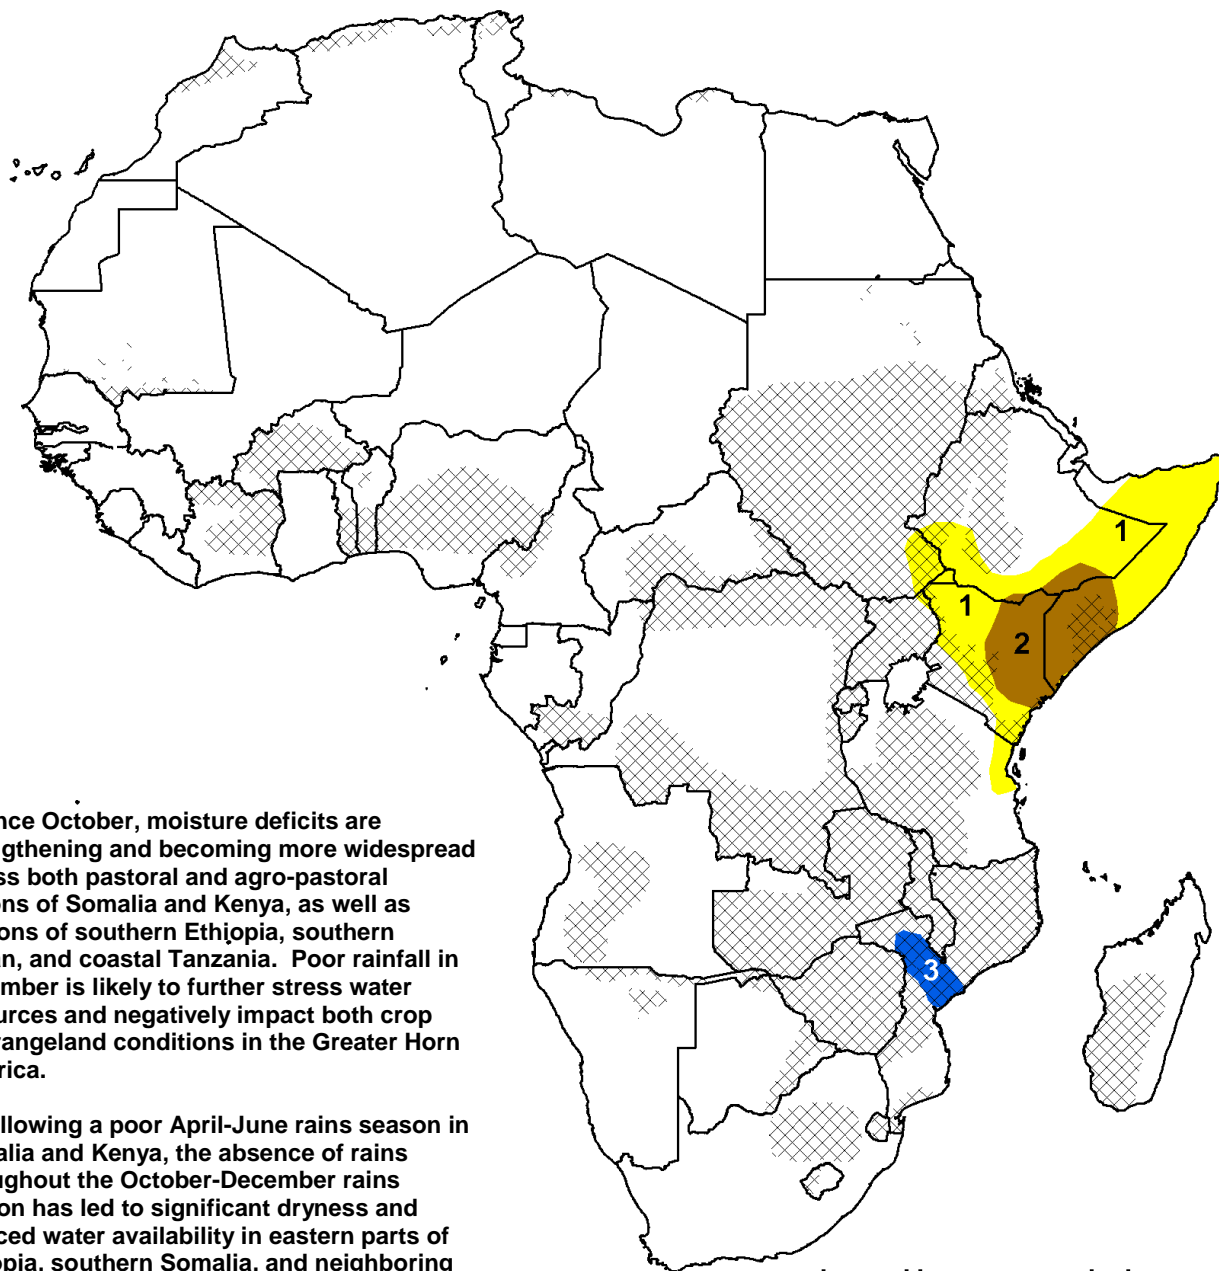 1
1
2
3
nce October, moisture deficits are
ngthening and becoming more widespread
ss both pastoral and agro-pastoral
ons of Somalia and Kenya, as well as
ions of southern Ethiopia, southern
an, and coastal Tanzania. Poor rainfall in
mber is likely to further stress water
urces and negatively impact both crop
rangeland conditions in the Greater Horn
rica.
llowing a poor April-June rains season in
alia and Kenya, the absence of rains
ughout the October-December rains
on has led to significant dryness and
ced water availability in eastern parts of
opia, southern Somalia, and neighboring